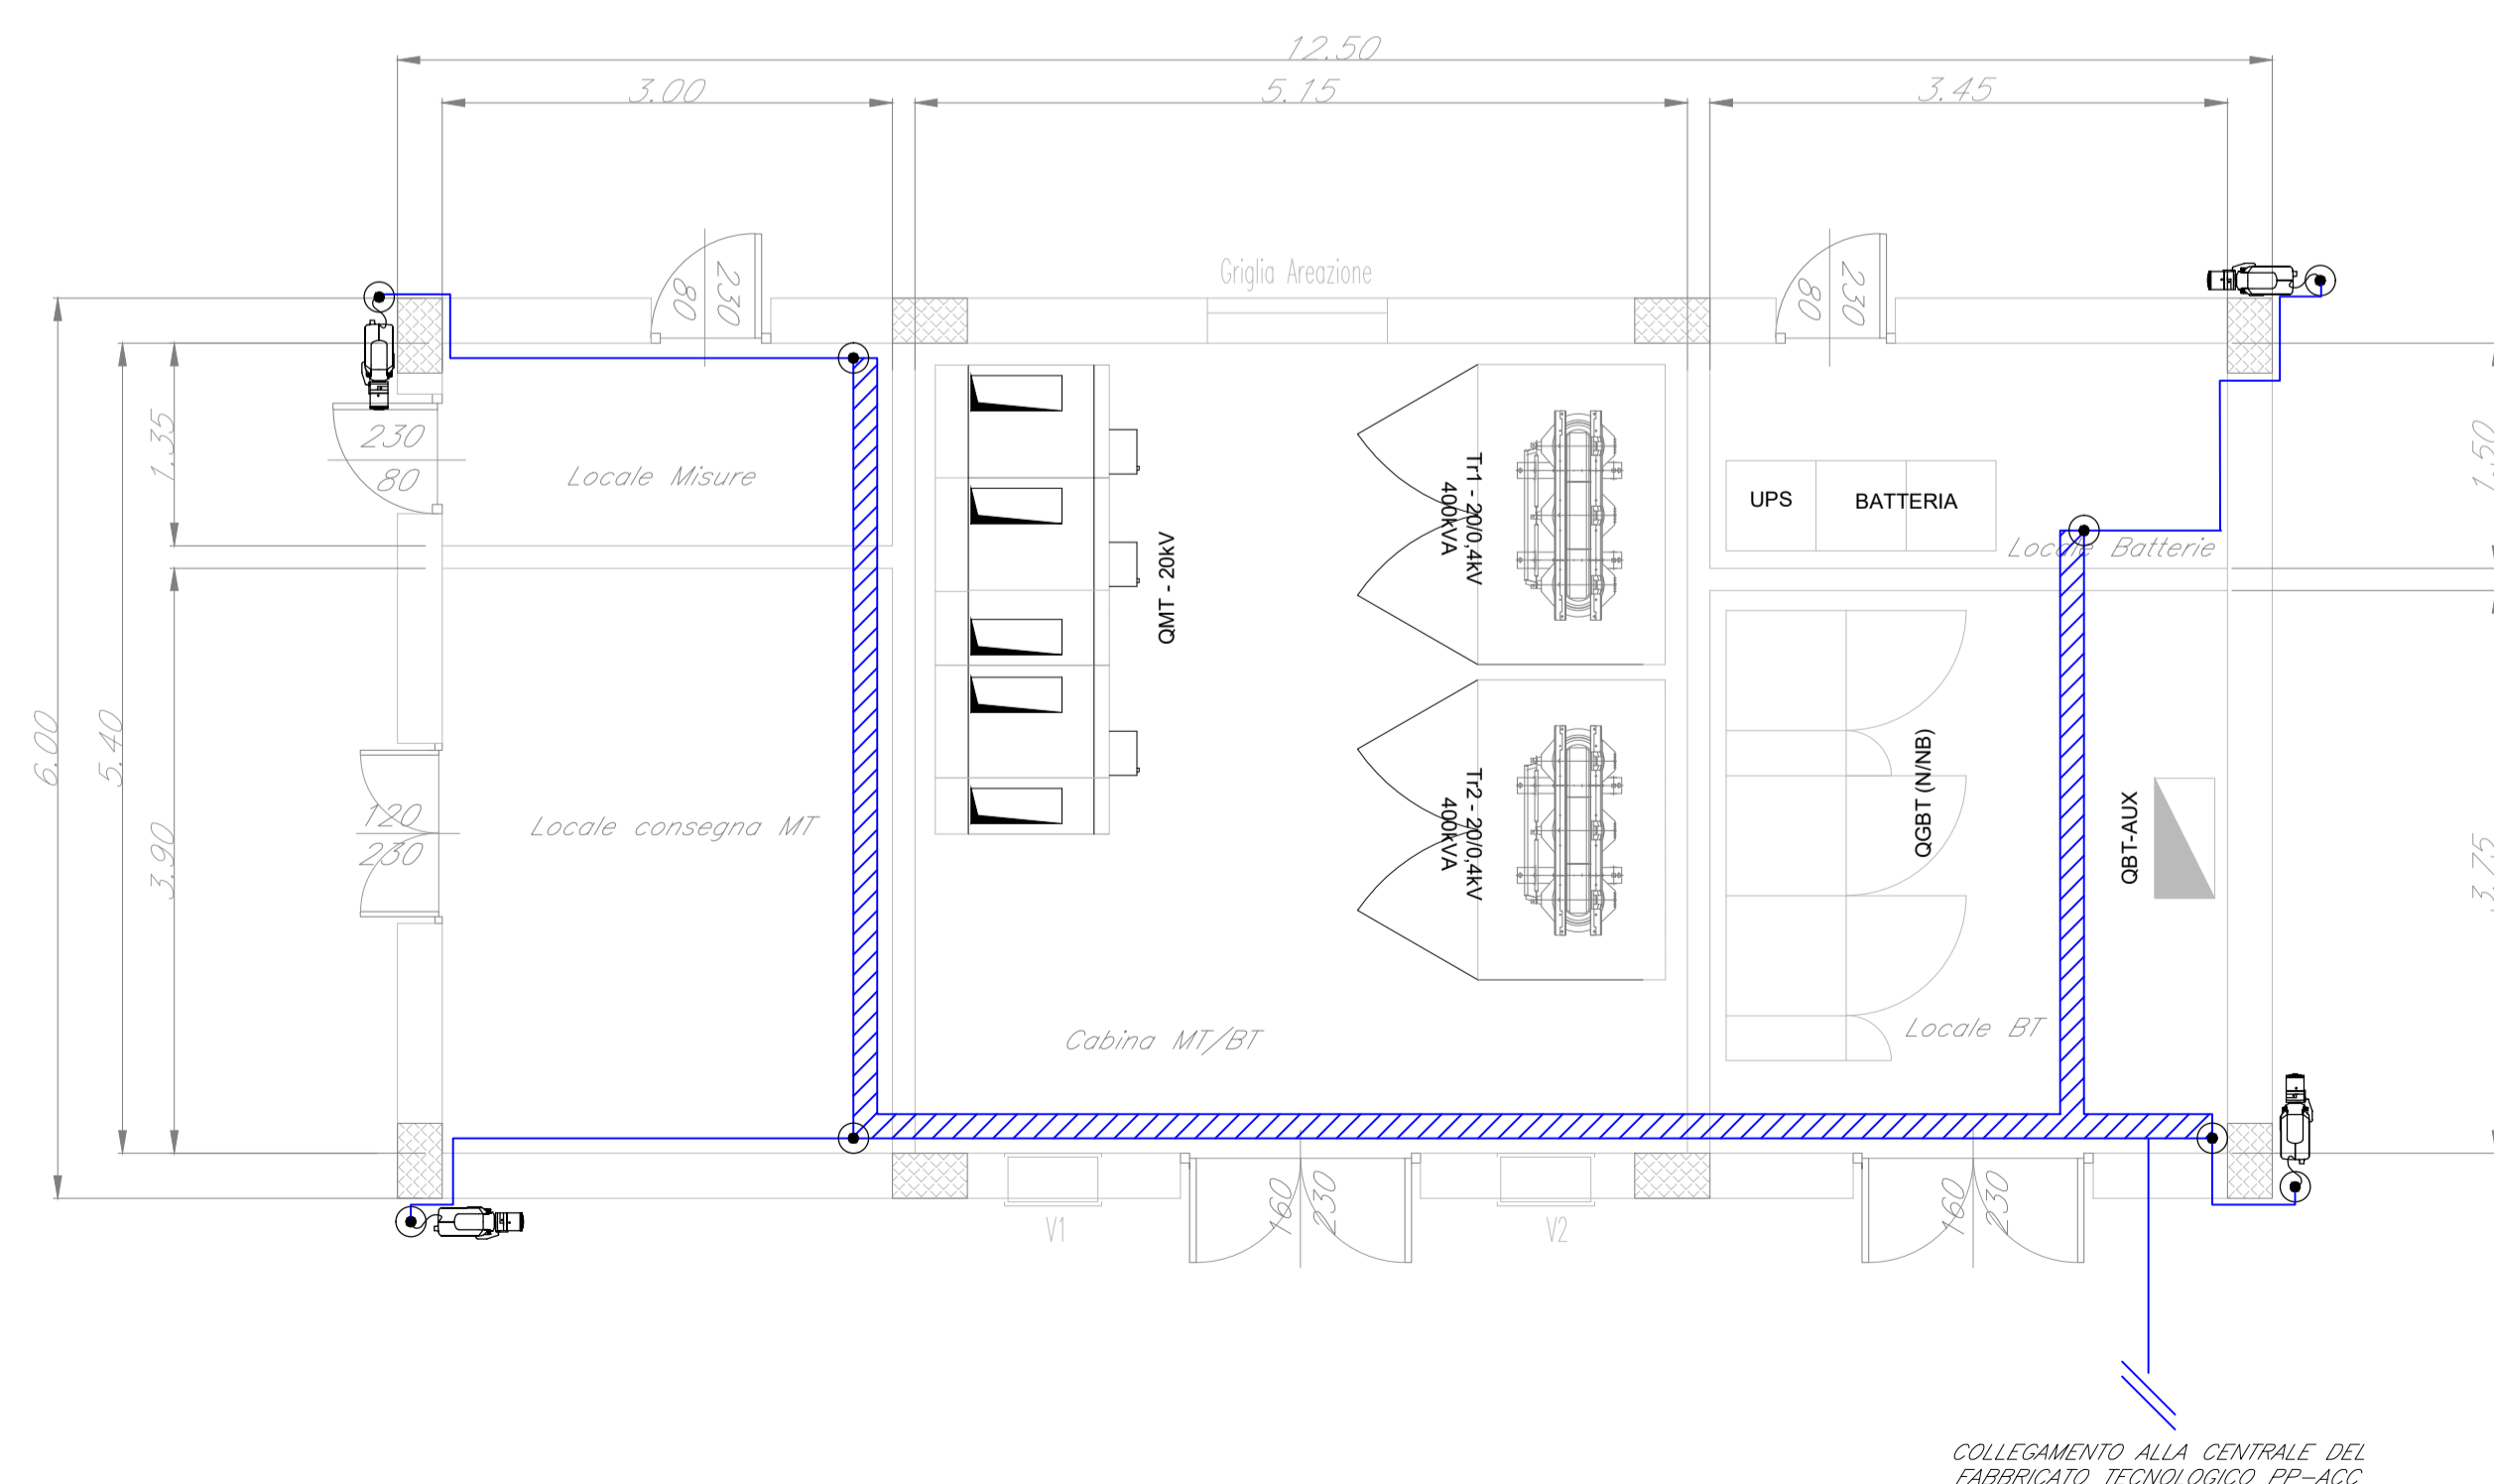 12.50
3.00
5.15
3.45
Griglia Areazione
80
230
80
230
230
80
1.35
1.50
Locale Misure
UPS
BATTERIA
Locale Batterie
Tr1 - 20/0,4kV
400kVA
QMT - 20kV
6.00
5.40
3.90
120
230
Locale consegna MT
Tr2 - 20/0,4kV
400kVA
QGBT (N/NB)
QBT-AUX
3.75
Cabina MT/BT
Locale BT
V1
160
230
V2
160
230
COLLEGAMENTO ALLA CENTRALE DEL
FABBRICATO TECNOLOGICO PP-ACC